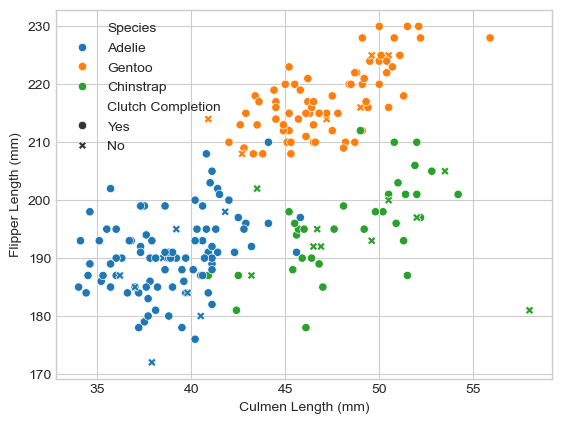 Species
Adelie
Gentoo
Chinstrap
Clutch Completion
Yes
No
230
220
210
200
190
180
170
Flipper Length (mm)
35
40
45
50
55
Culmen Length (mm)